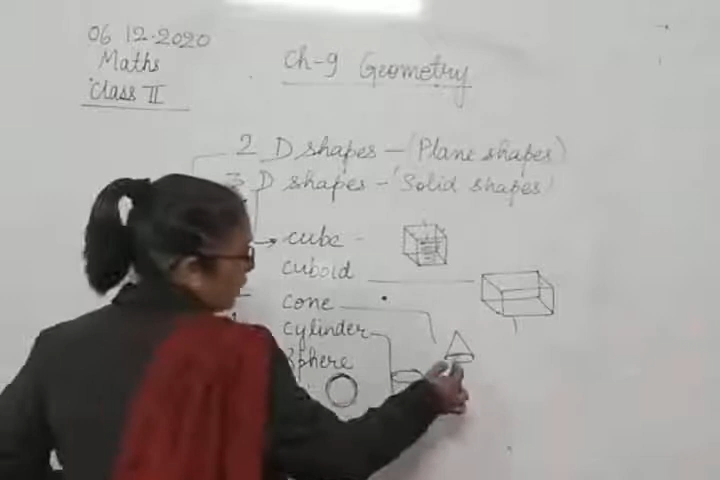 06 12.2020
Maths
Class II
Ch-9 Geometry
2 D shapes - (Plane shapes)
3 D shapes - (Solid shapes)
cube -
cuboid
cone
cylinder
Sphere